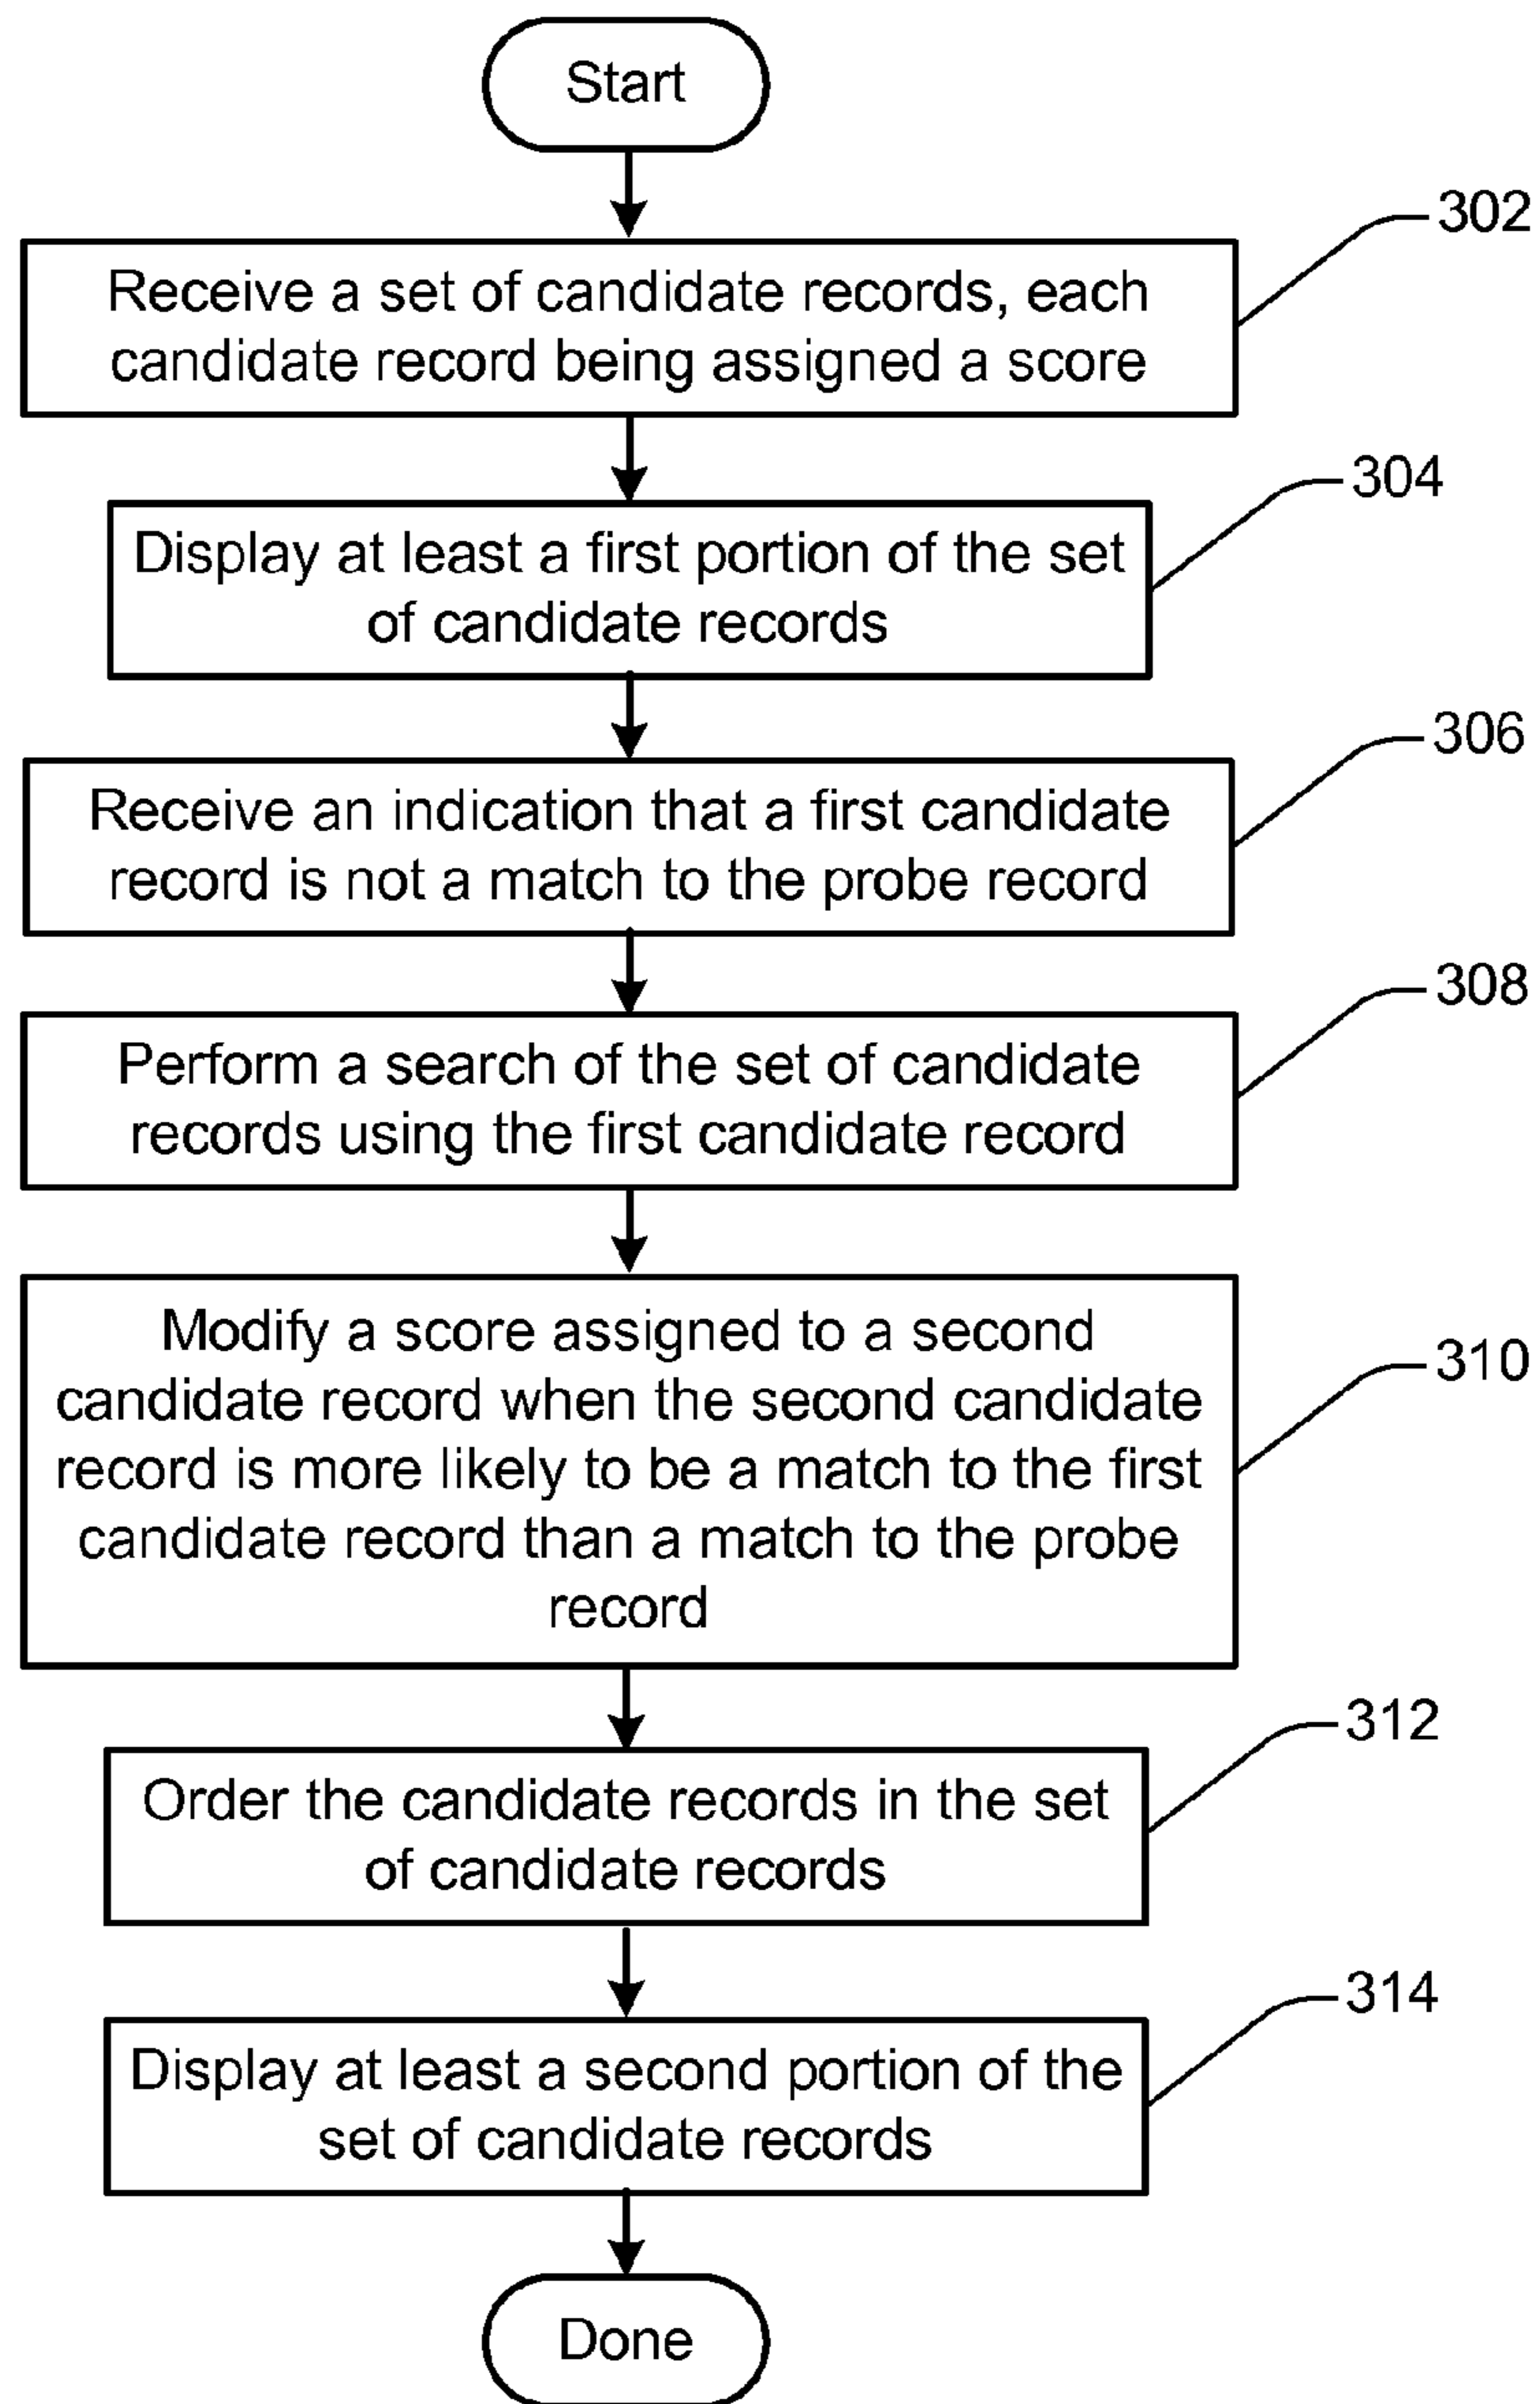 Start
302
Receive a set of candidate records, each
candidate record being assigned a score
304
Display at least a first portion of the set
of candidate records
306
Receive an indication that a first candidate
record is not a match to the probe record
308
Perform a search of the set of candidate
records using the first candidate record
310
Modify a score assigned to a second
candidate record when the second candidate
record is more likely to be a match to the first
candidate record than a match to the probe
record
312
Order the candidate records in the set
of candidate records
314
Display at least a second portion of the
set of candidate records
Done